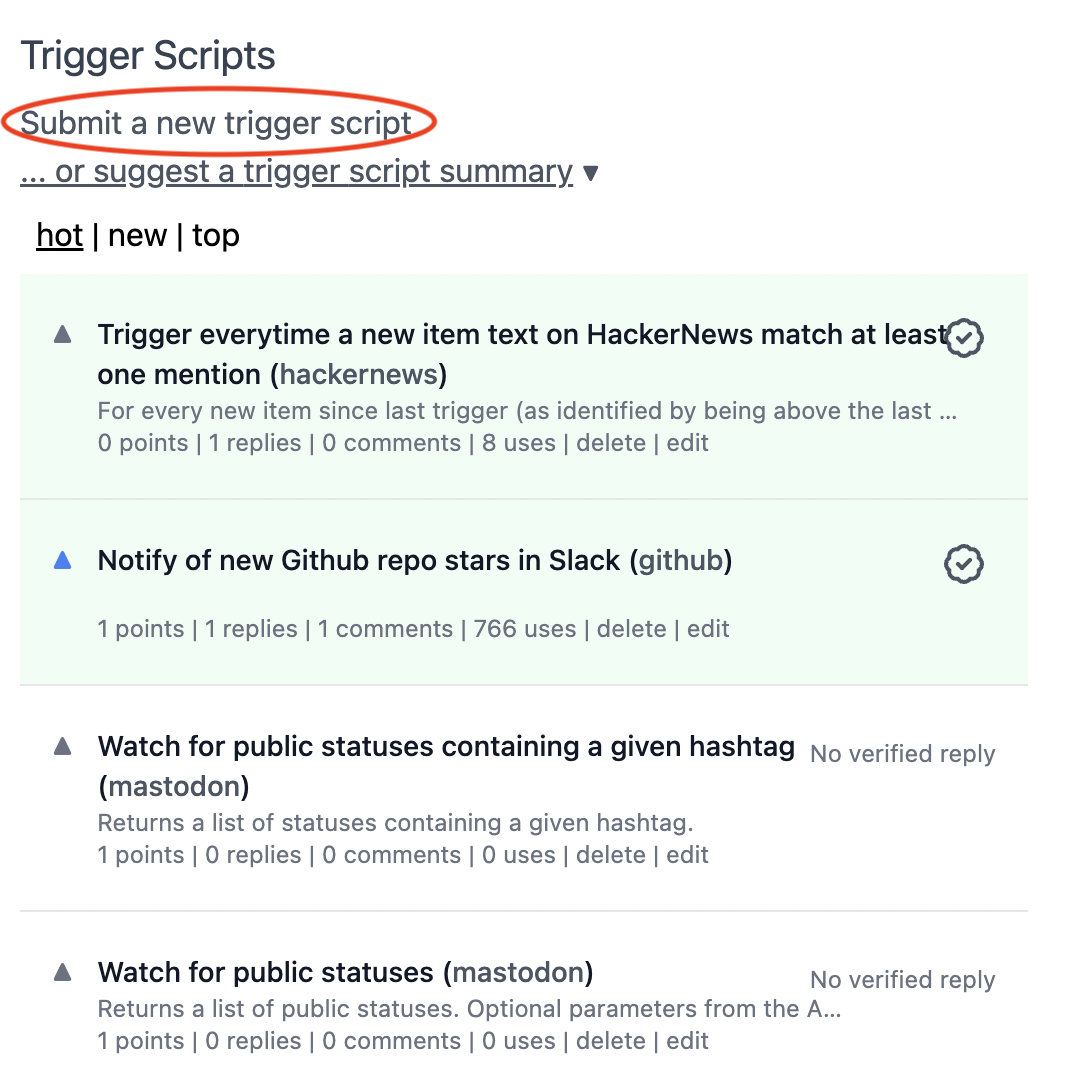 Trigger Scripts
Submit a new trigger script
... or suggest a trigger script summary ▼
hot | new | top
Trigger everytime a new item text on HackerNews match at least
one mention (hackernews)
For every new item since last trigger (as identified by being above the last ...
0 points | 1 replies | 0 comments | 8 uses | delete | edit
Notify of new Github repo stars in Slack (github)
1 points | 1 replies | 1 comments | 766 uses | delete | edit
Watch for public statuses containing a given hashtag
(mastodon)
No verified reply
Returns a list of statuses containing a given hashtag.
1 points | 0 replies | 0 comments | 0 uses | delete | edit
Watch for public statuses (mastodon)
No verified reply
Returns a list of public statuses. Optional parameters from the A...
1 points | 0 replies | 0 comments | 0 uses | delete | edit